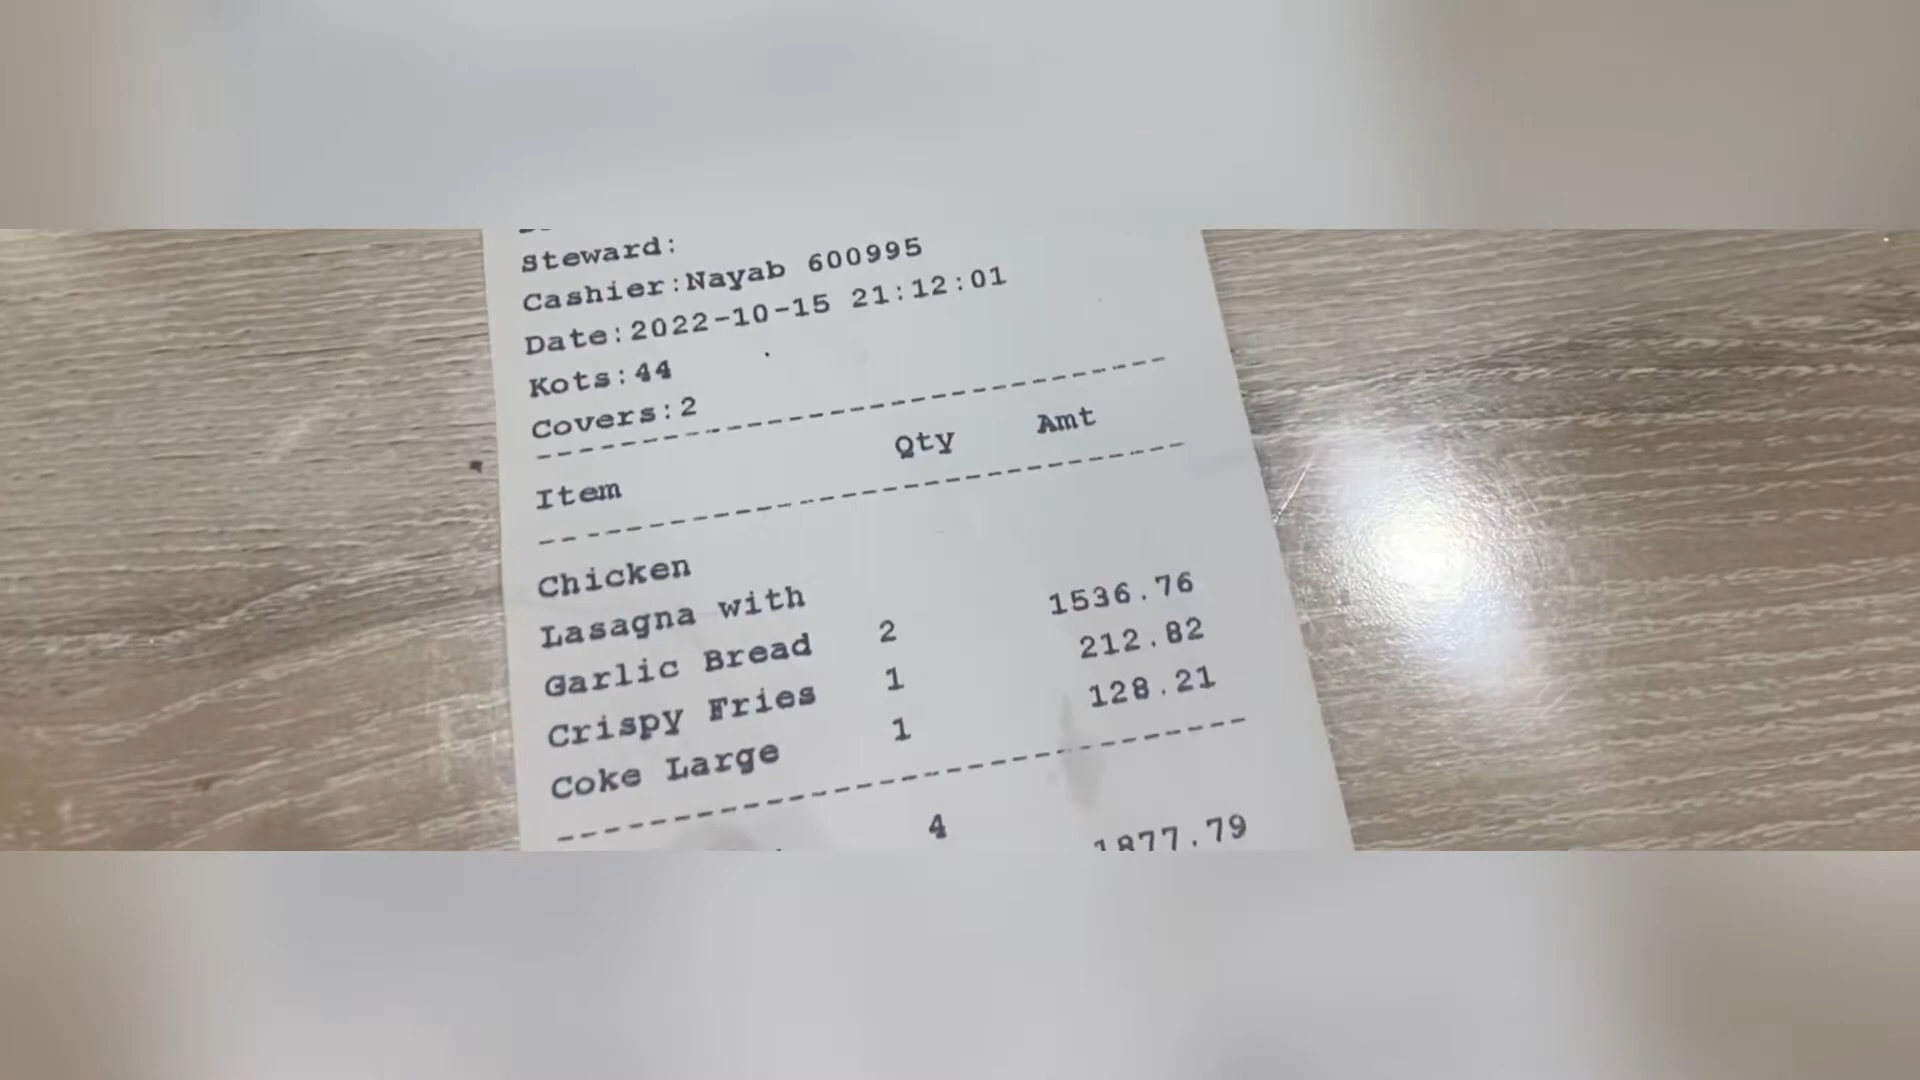 Steward:
Cashier:Nayab 600995
Date:2022-10-15 21:12:01
Kots:44
Covers:2
Item Qty Amt
Chicken
Lasagna with
Garlic Bread 2 1536.76
Crispy Fries 1 212.82
Coke Large 1 128.21
4 1877.79